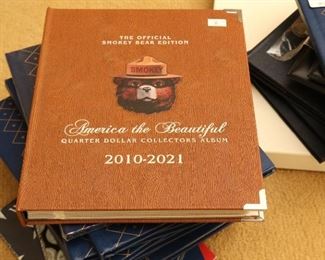 THE OFFICIAL
SMOKEY BEAR EDITION
SMOKEY
America the Beautiful
QUARTER DOLLAR COLLECTORS ALBUM
2010-2021